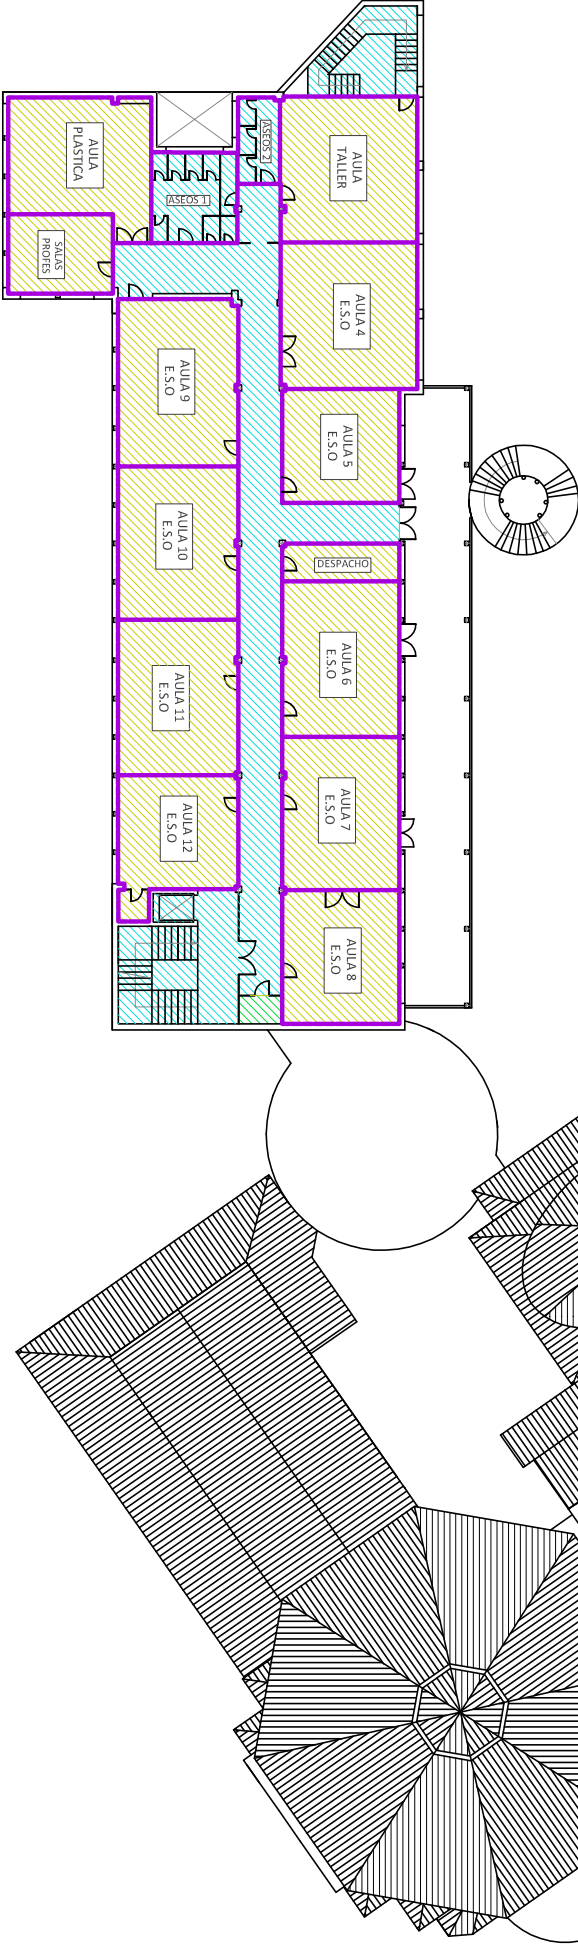 AULA
PLASTICA
ASEOS 2
AULA
TALLER
ASEOS 1
SALAS
PROFES
AULA 4
E.S.O
AULA 9
E.S.O
AULA 5
E.S.O
AULA 10
E.S.O
DESPACHO
AULA 6
E.S.O
AULA 11
E.S.O
AULA 7
E.S.O
AULA 12
E.S.O
AULA 8
E.S.O